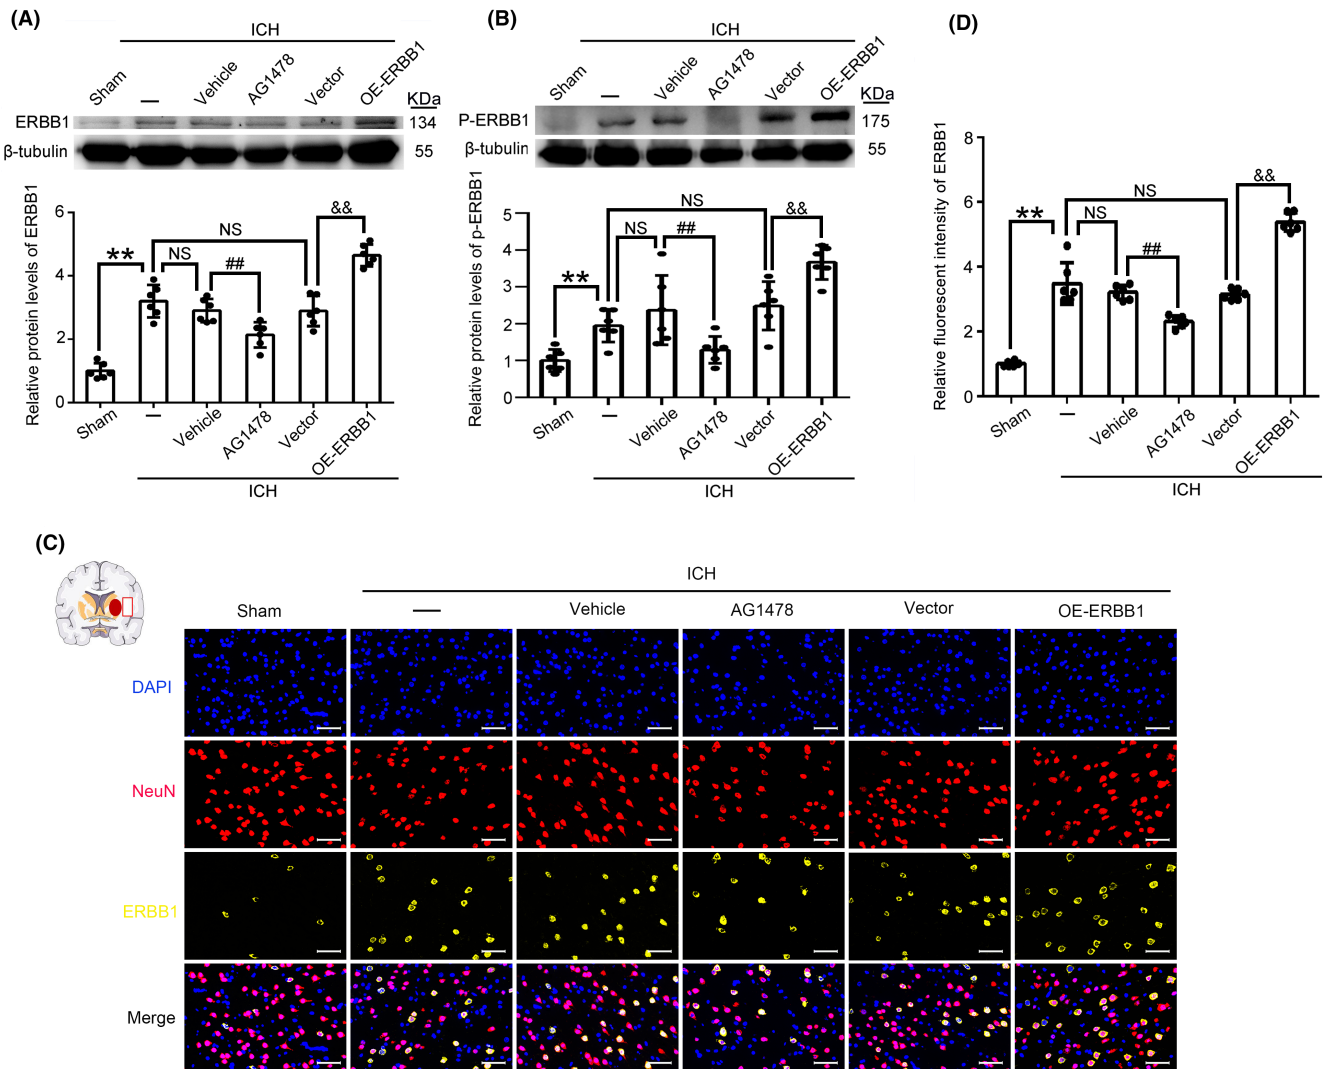 (A)
ICH
Sham
—
Vehicle
AG1478
Vector
OE-ERBB1
KDa
ERBB1
134
β-tubulin
55
Relative protein levels of ERBB1
6
4
2
0
**
NS
NS
##
&&
Sham
—
Vehicle
AG1478
Vector
OE-ERBB1
ICH
(B)
ICH
Sham
—
Vehicle
AG1478
Vector
OE-ERBB1
KDa
P-ERBB1
175
β-tubulin
55
Relative protein levels of p-ERBB1
5
4
3
2
1
0
**
NS
NS
##
&&
Sham
—
Vehicle
AG1478
Vector
OE-ERBB1
ICH
(D)
Relative fluorescent intensity of ERBB1
8
6
4
2
0
**
NS
NS
##
&&
Sham
—
Vehicle
AG1478
Vector
OE-ERBB1
ICH
(C)
ICH
Sham
—
Vehicle
AG1478
Vector
OE-ERBB1
DAPI
NeuN
ERBB1
Merge